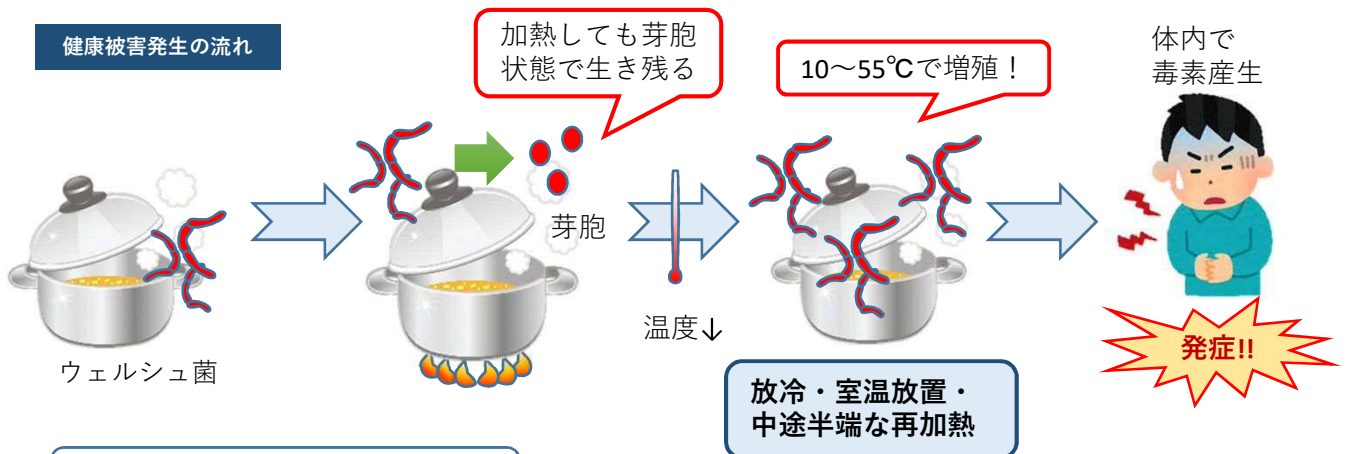 健康被害発生の流れ
加熱しても芽胞
状態で生き残る
10～55℃で増殖！
体内で
毒素産生
芽胞
温度↓
ウェルシュ菌
発症!!
放冷・室温放置・
中途半端な再加熱